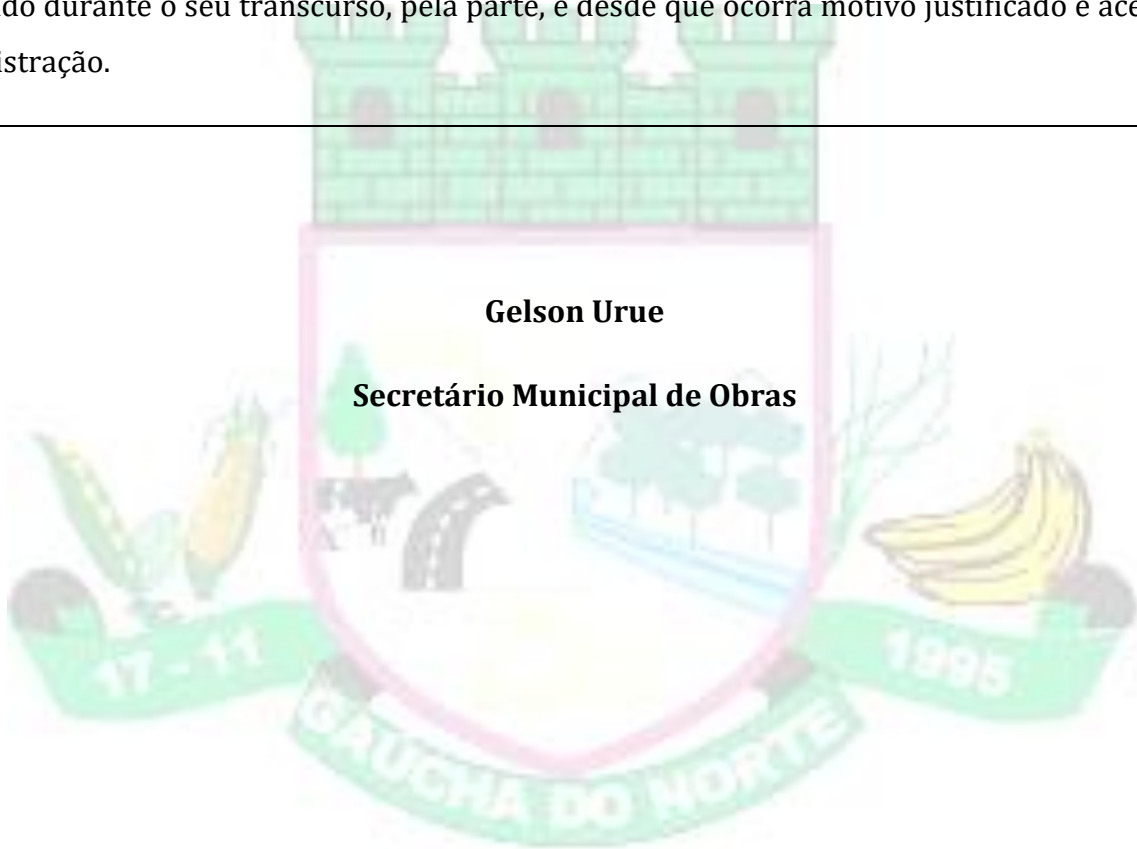 do durante o seu transcurso, pela parte, e desde que ocorra motivo justificado e ace
istração.
Gelson Urue
Secretário Municipal de Obras
17 - 11
1995
GAÚCHA DO NORTE